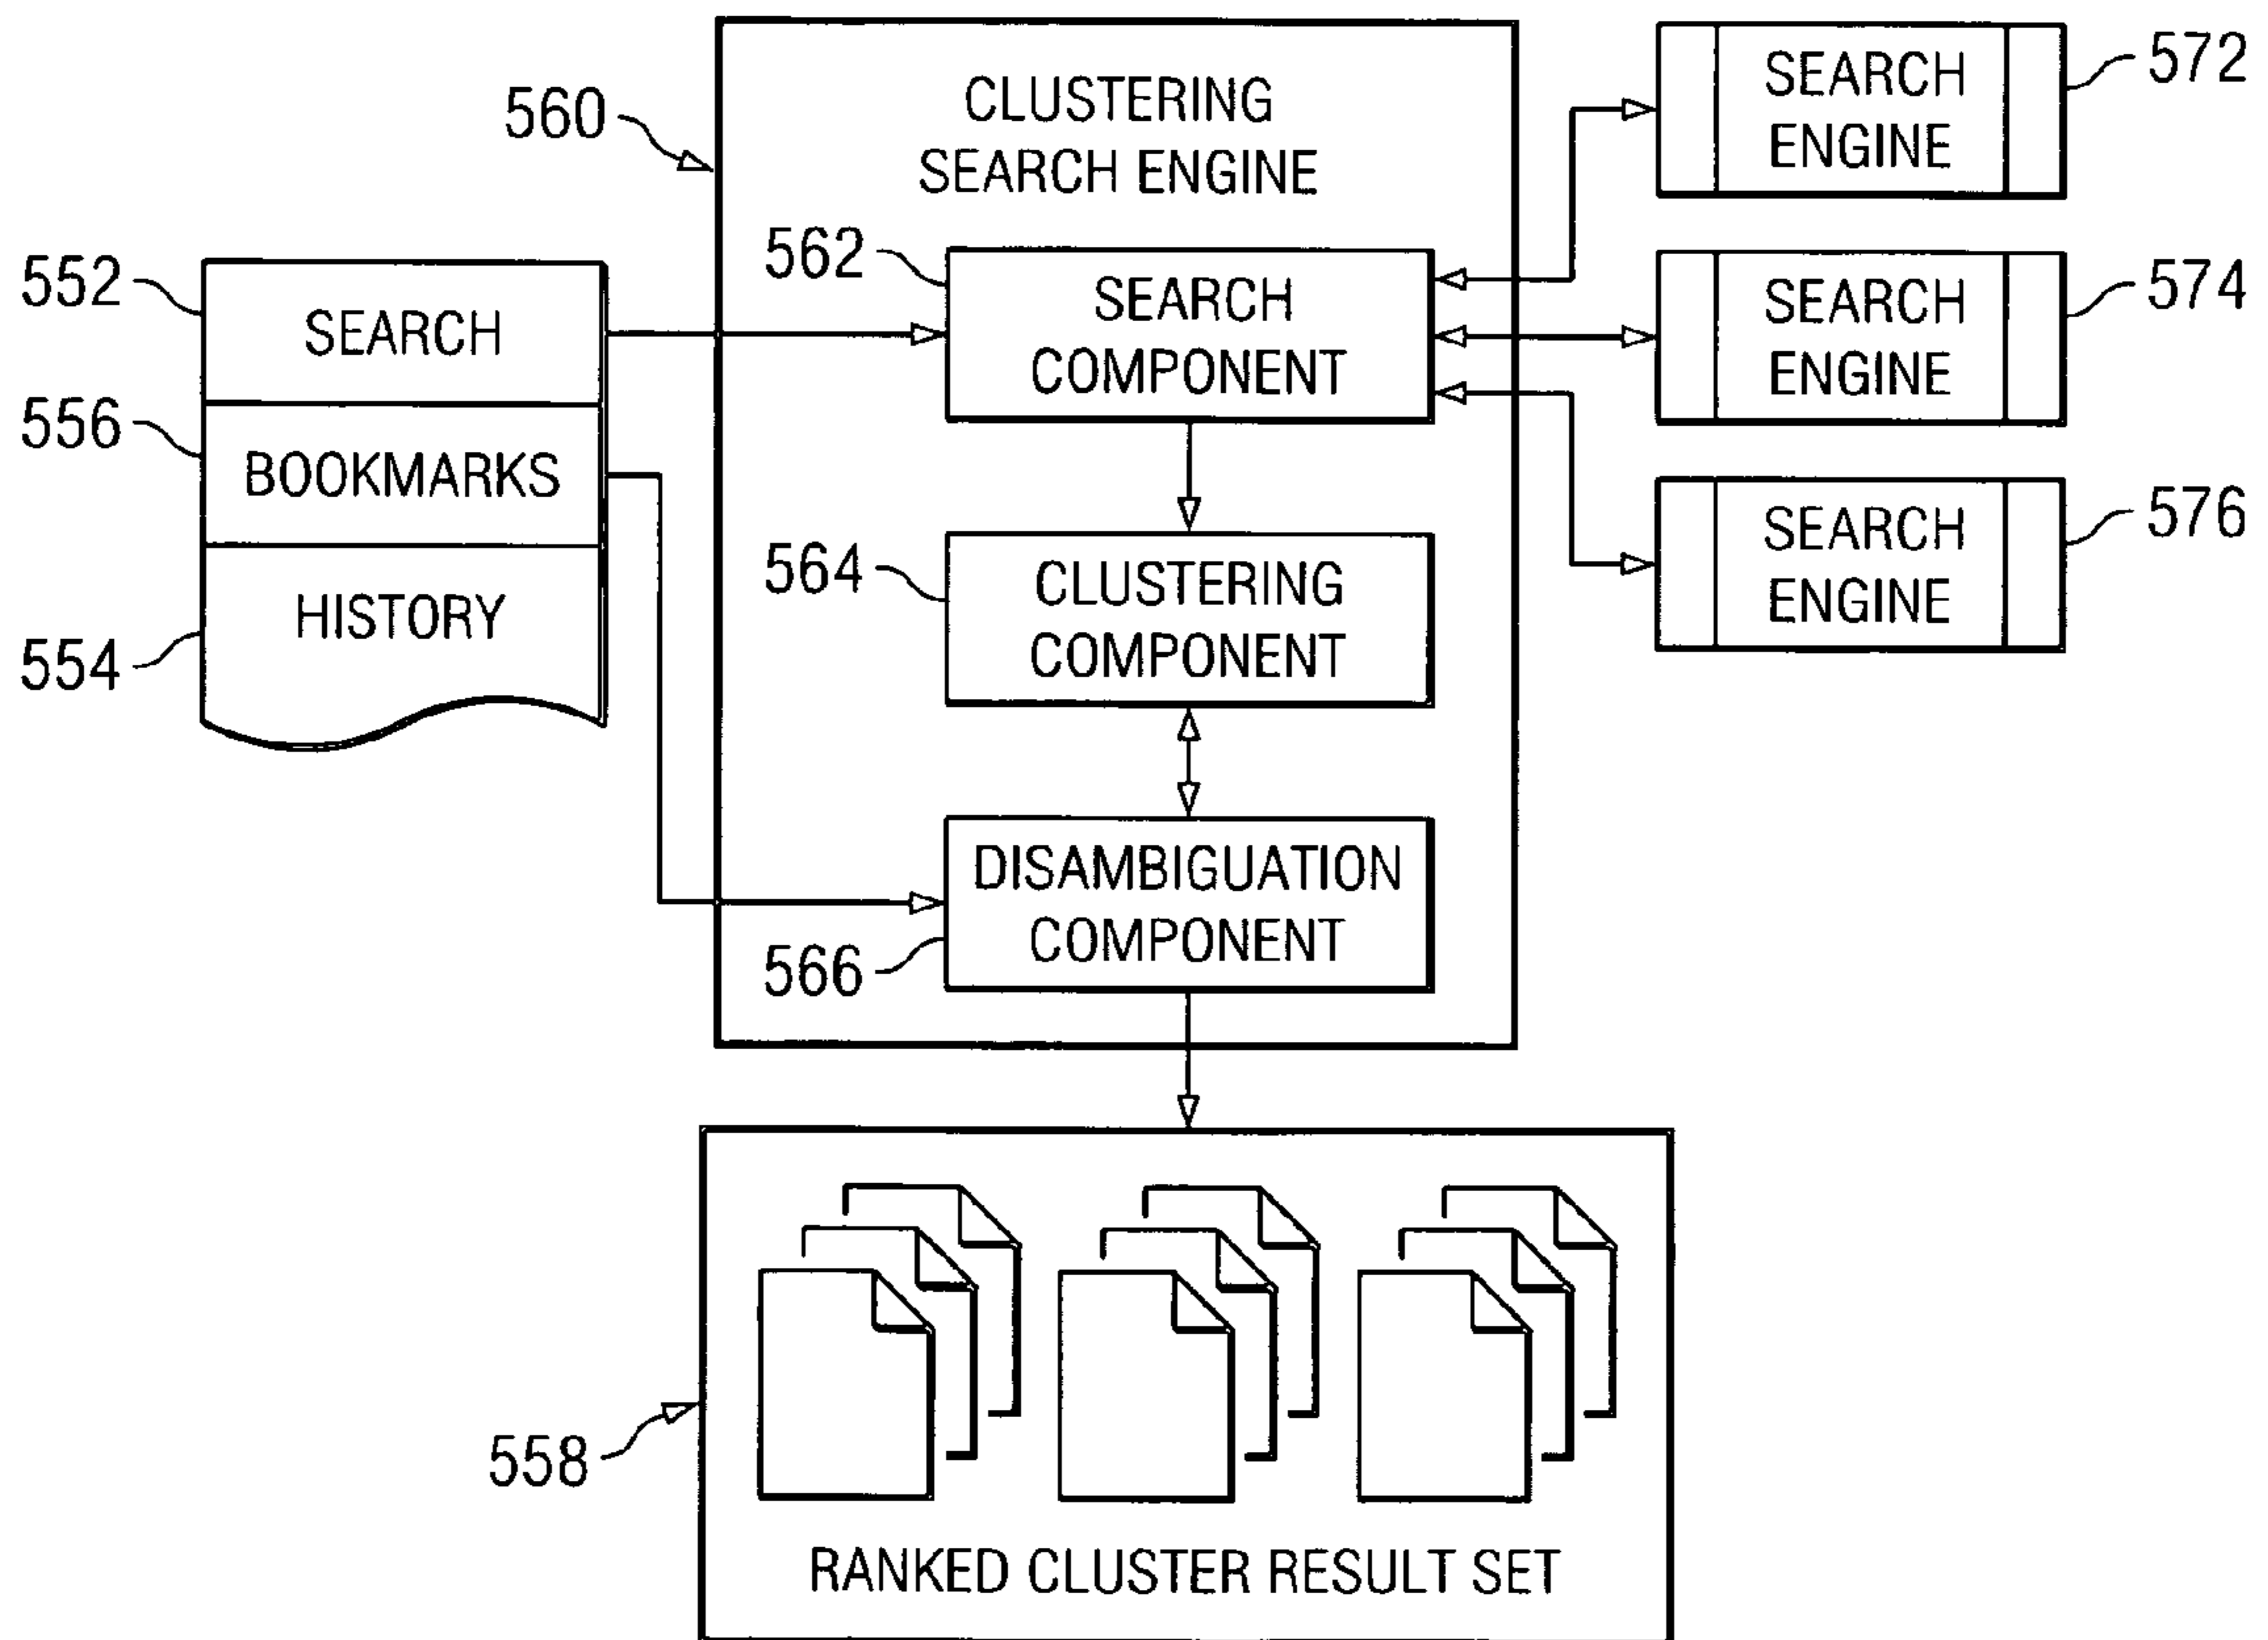 560
CLUSTERING
SEARCH ENGINE
572
SEARCH
ENGINE
552
SEARCH
556
BOOKMARKS
554
HISTORY
562
SEARCH
COMPONENT
574
SEARCH
ENGINE
576
SEARCH
ENGINE
564
CLUSTERING
COMPONENT
566
DISAMBIGUATION
COMPONENT
558
RANKED CLUSTER RESULT SET